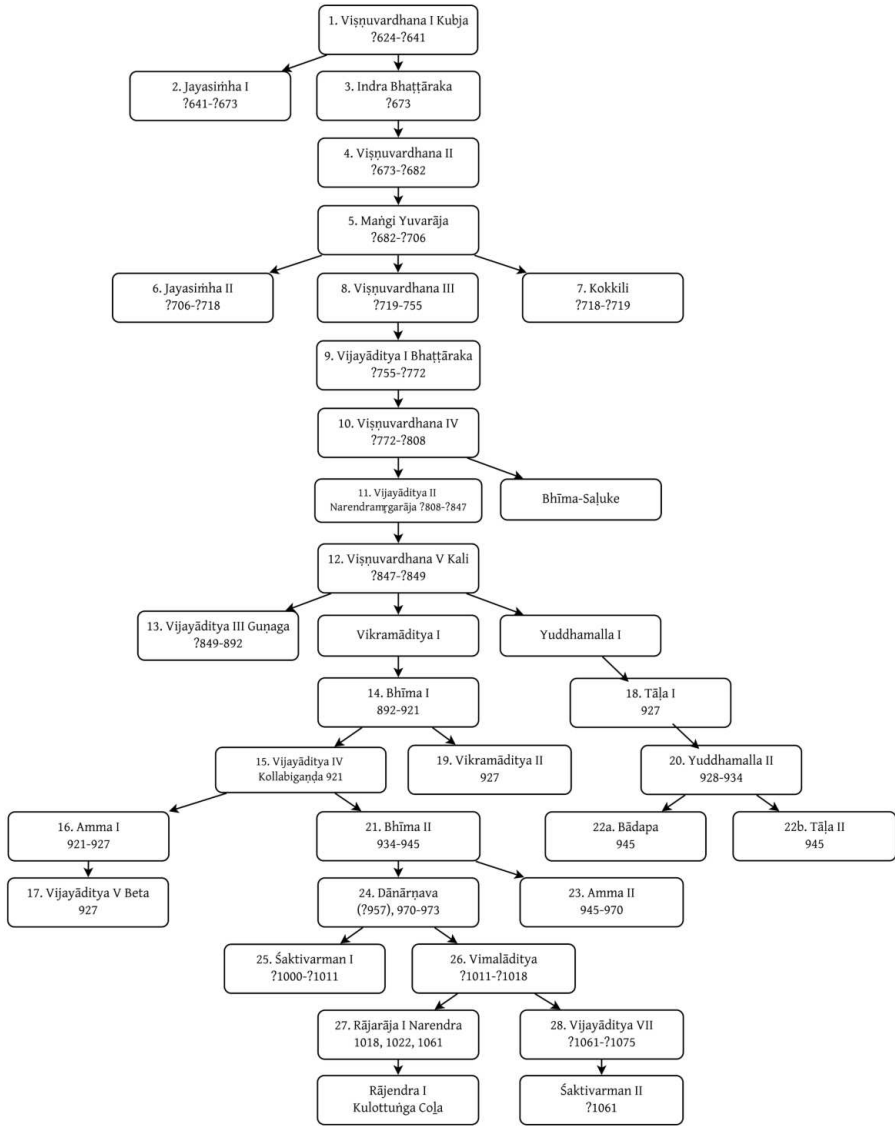 1. Viṣṇuvardhana I Kubja
?624-?641
2. Jayasiṁha I
?641-?673
3. Indra Bhaṭṭāraka
?673
4. Viṣṇuvardhana II
?673-?682
5. Maṅgi Yuvarāja
?682-?706
6. Jayasiṁha II
?706-?718
8. Viṣṇuvardhana III
?719-?755
7. Kokkili
?718-?719
9. Vijayāditya I Bhaṭṭāraka
?755-?772
10. Viṣṇuvardhana IV
?772-?808
11. Vijayāditya II
Narendramr̥garāja ?808-?847
Bhīma-Saḷuke
12. Viṣṇuvardhana V Kali
?847-?849
13. Vijayāditya III Guṇaga
?849-892
Vikramāditya I
Yuddhamalla I
14. Bhīma I
892-921
18. Tāḷa I
927
15. Vijayāditya IV
Kollabigaṇḍa 921
19. Vikramāditya II
927
20. Yuddhamalla II
928-934
16. Amma I
921-927
21. Bhīma II
934-945
22a. Bādapa
945
22b. Tāḷa II
945
17. Vijayāditya V Beta
927
24. Dānārṇava
(?957), 970-973
23. Amma II
945-970
25. Śaktivarman I
?1000-?1011
26. Vimalāditya
?1011-?1018
27. Rājarāja I Narendra
1018, 1022, 1061
28. Vijayāditya VII
?1061-?1075
Rājendra I
Kulottuṅga Coḻa
Śaktivarman II
?1061